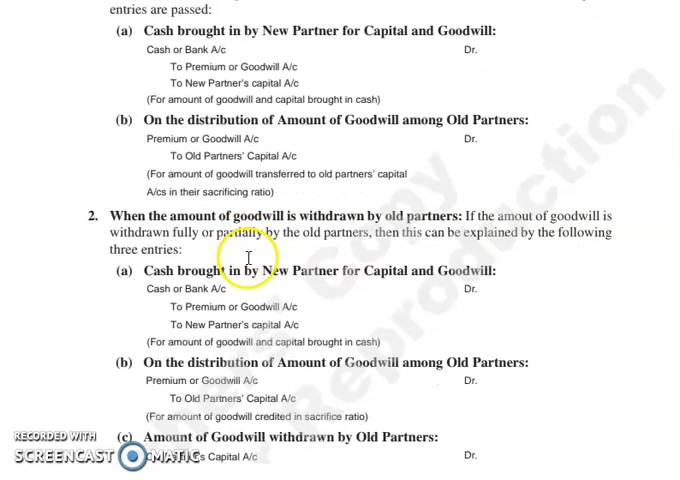 entries are passed:
(a) Cash brought in by New Partner for Capital and Goodwill:
Cash or Bank A/c Dr.
To Premium or Goodwill A/c
To New Partner's capital A/c
(For amount of goodwill and capital brought in cash)
(b) On the distribution of Amount of Goodwill among Old Partners:
Premium or Goodwill A/c Dr.
To Old Partners' Capital A/c
(For amount of goodwill transferred to old partners' capital
A/cs in their sacrificing ratio)
2. When the amount of goodwill is withdrawn by old partners: If the amout of goodwill is
withdrawn fully or partially by the old partners, then this can be explained by the following
three entries:
(a) Cash brought in by New Partner for Capital and Goodwill:
Cash or Bank A/c Dr.
To Premium or Goodwill A/c
To New Partner's capital A/c
(For amount of goodwill and capital brought in cash)
(b) On the distribution of Amount of Goodwill among Old Partners:
Premium or Goodwill A/c Dr.
To Old Partners' Capital A/c
(For amount of goodwill credited in sacrifice ratio)
(c) Amount of Goodwill withdrawn by Old Partners:
Capital A/c Dr.
RECORDED WITH
SCREENCAST MATIC
Copy
Reproduction